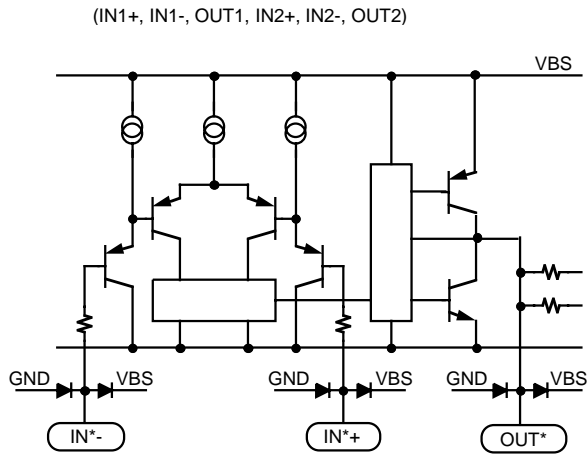 (IN1+, IN1-, OUT1, IN2+, IN2-, OUT2)
VBS
GND VBS GND VBS GND VBS
IN*- IN*+ OUT*